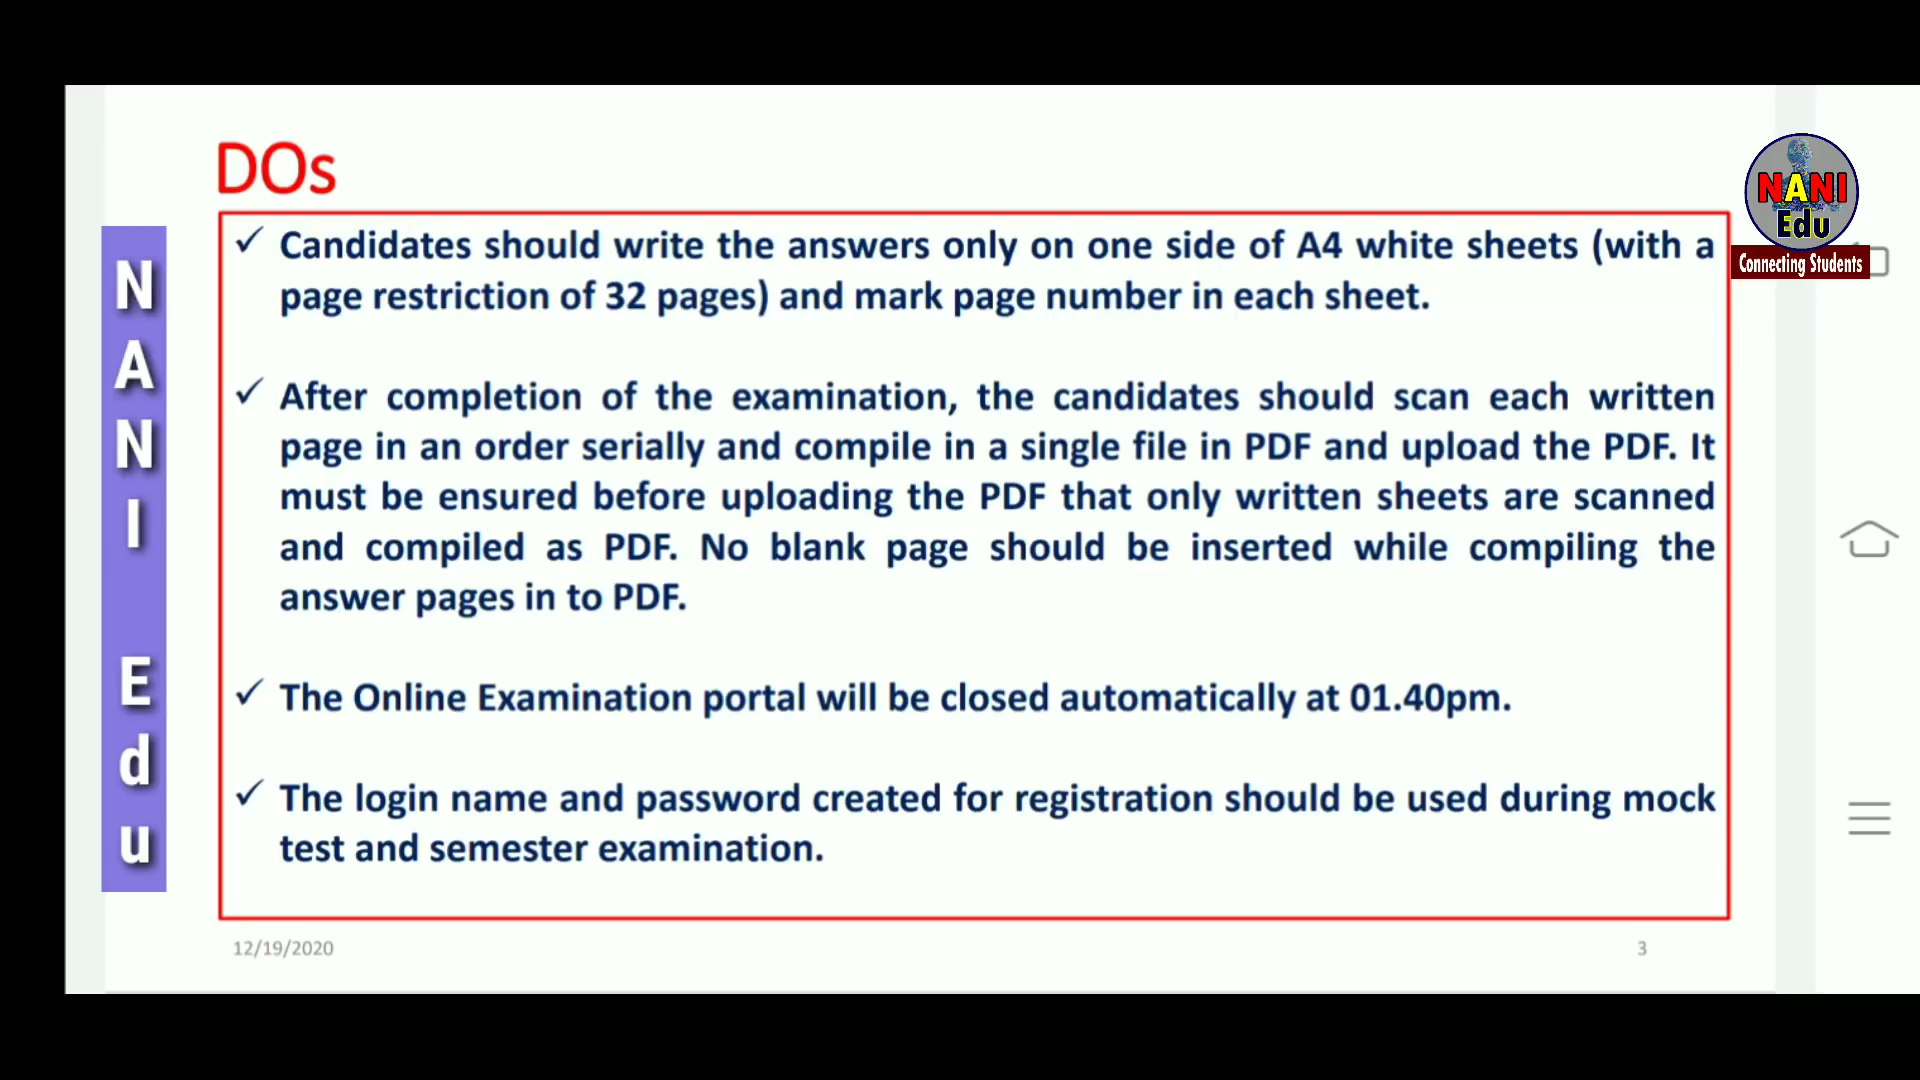 DOs
✓ Candidates should write the answers only on one side of A4 white sheets (with a
page restriction of 32 pages) and mark page number in each sheet.
✓ After completion of the examination, the candidates should scan each written
page in an order serially and compile in a single file in PDF and upload the PDF. It
must be ensured before uploading the PDF that only written sheets are scanned
and compiled as PDF. No blank page should be inserted while compiling the
answer pages in to PDF.
✓ The Online Examination portal will be closed automatically at 01.40pm.
✓ The login name and password created for registration should be used during mock
test and semester examination.
12/19/2020
3
NANI Edu
NANI
Edu
Connecting Students